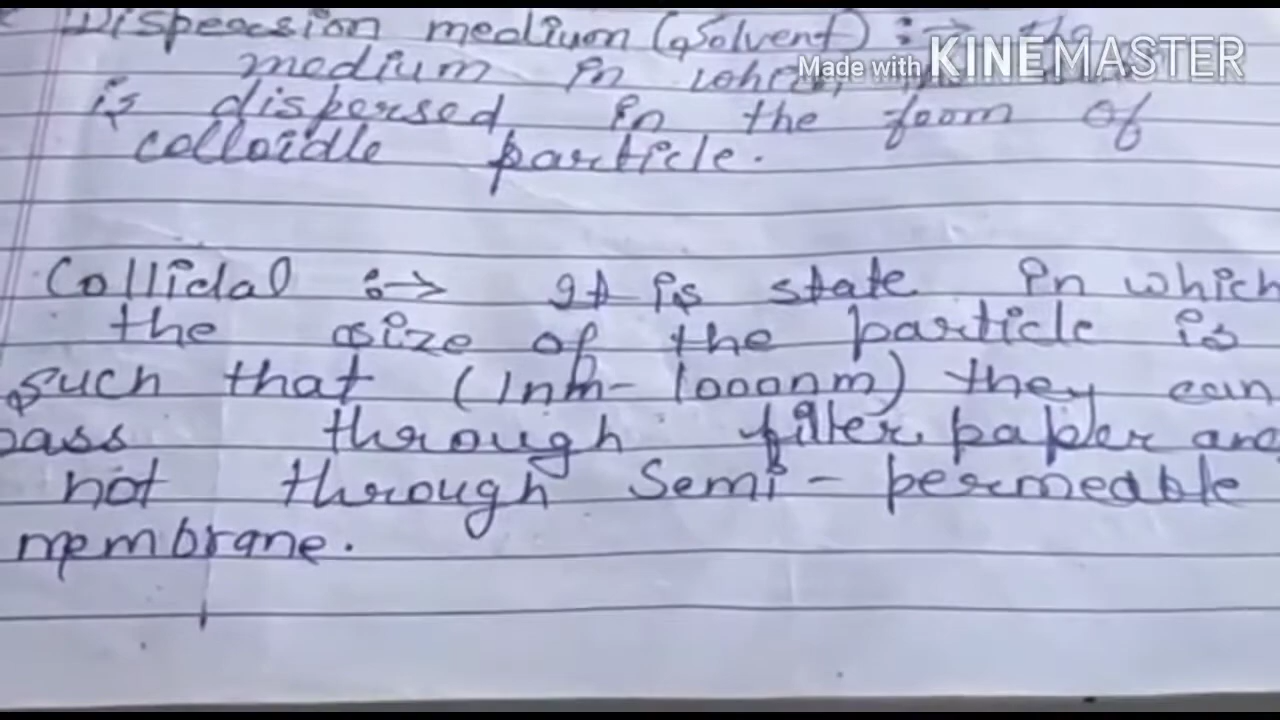 Dispersion medium (Solvent) :→ the
Made with KINEMASTER
medium in which
is dispersed in the foom of
colloidle particle.
Collidal :→ It is state in which
the size of the particle is
such that (1nm-1000nm) they can
pass through filter paper and
not through Semi-permeable
membrane.